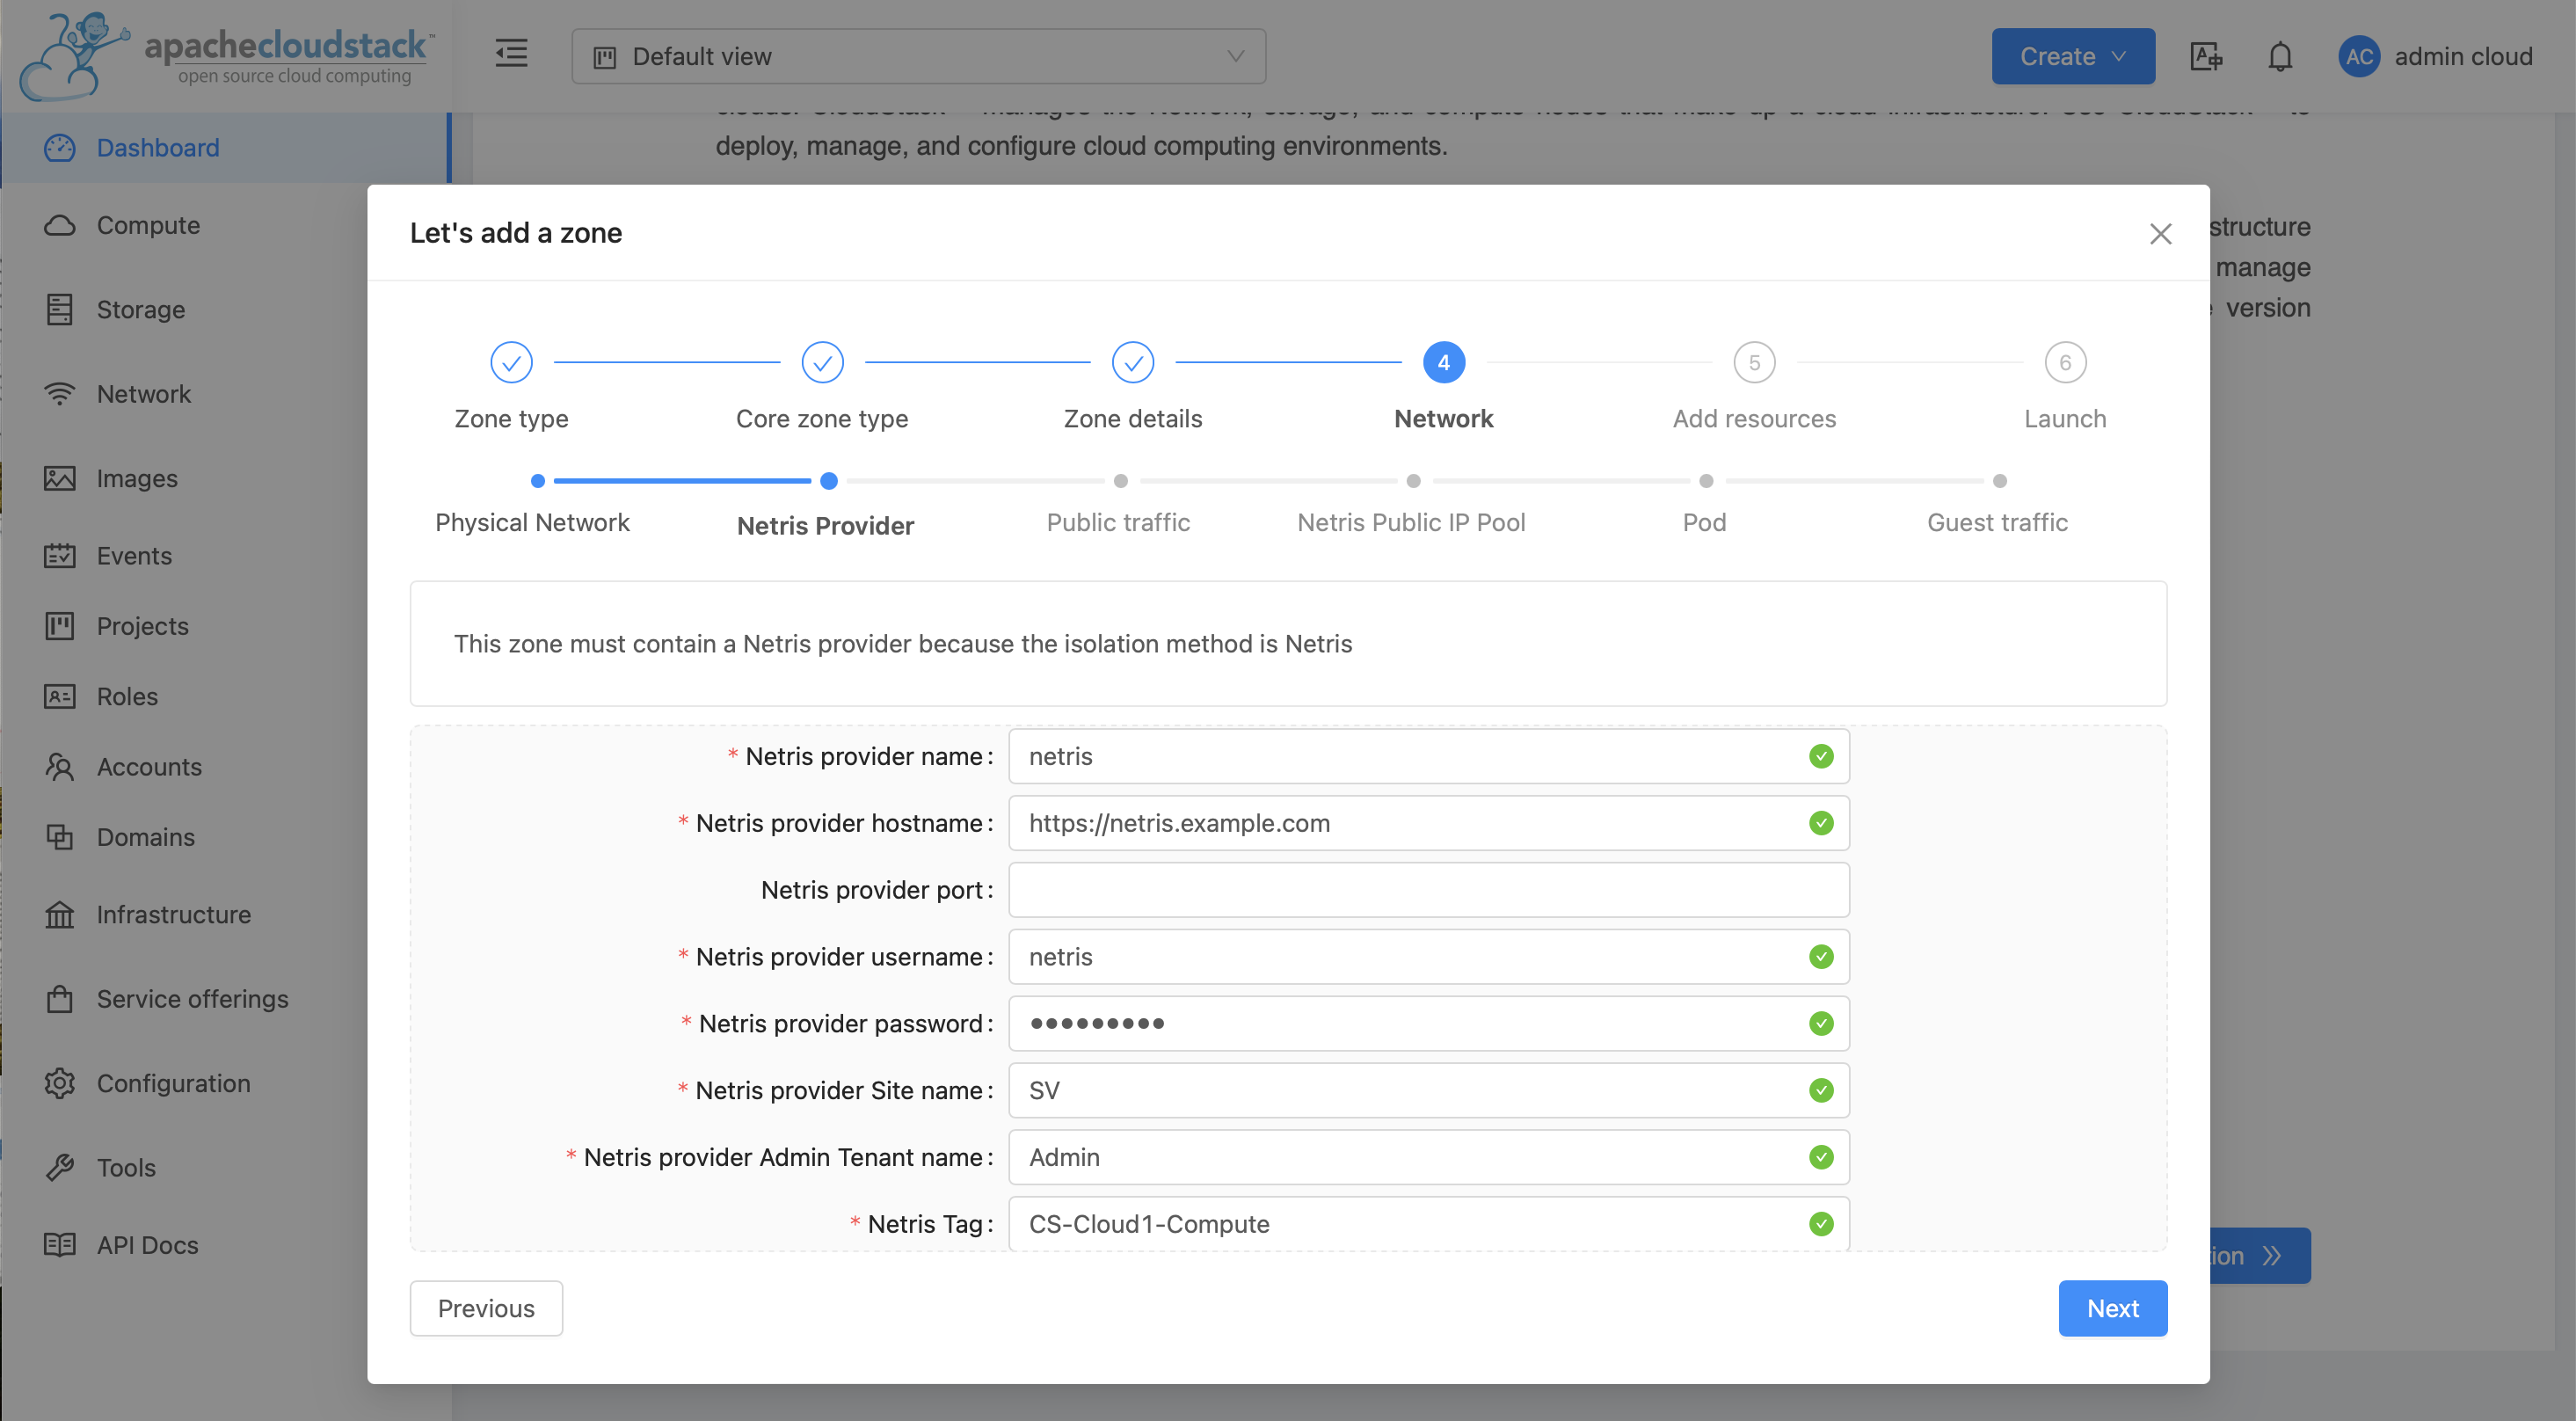 apachecloudstack™
open source cloud computing
Default view
Create
AC
admin cloud
deploy, manage, and configure cloud computing environments.
structure
manage
version
Dashboard
Compute
Storage
Network
Images
Events
Projects
Roles
Accounts
Domains
Infrastructure
Service offerings
Configuration
Tools
API Docs
Let's add a zone
4
5
6
Zone type
Core zone type
Zone details
Network
Add resources
Launch
Physical Network
Netris Provider
Public traffic
Netris Public IP Pool
Pod
Guest traffic
This zone must contain a Netris provider because the isolation method is Netris
* Netris provider name: netris
* Netris provider hostname: https://netris.example.com
Netris provider port:
* Netris provider username: netris
* Netris provider password: •••••••••
* Netris provider Site name: SV
* Netris provider Admin Tenant name: Admin
* Netris Tag: CS-Cloud1-Compute
Previous
Next
ion